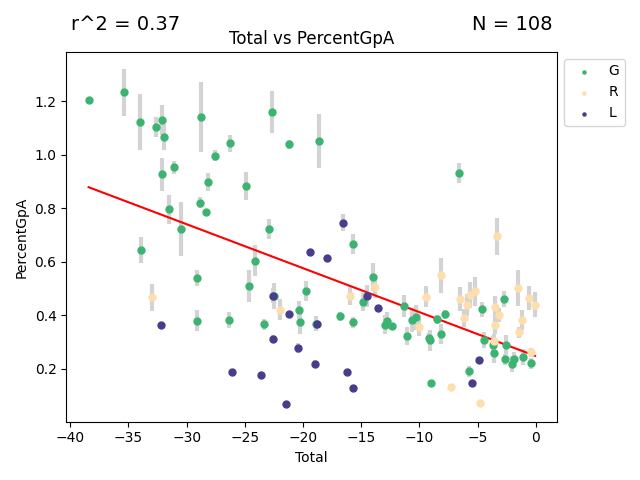 r^2 = 0.37
N = 108
Total vs PercentGpA
G
R
L
PercentGpA
1.2
1.0
0.8
0.6
0.4
0.2
−40 −35 −30 −25 −20 −15 −10 −5 0
Total